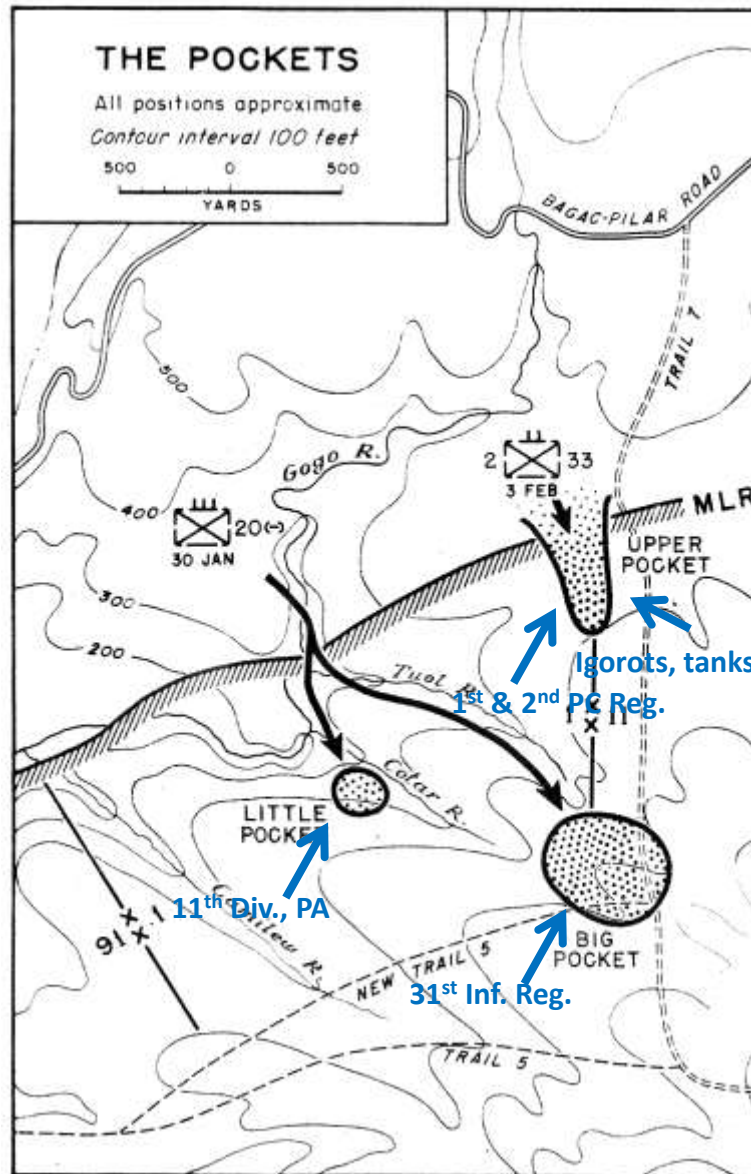 THE POCKETS
All positions approximate
Contour interval 100 feet
500 0 500
YARDS
BAGAC-PILAR ROAD
TRAIL 7
500
Gogo R.
2 33
3 FEB
400
20(-)
30 JAN
MLR
UPPER
POCKET
300
200
Igorots, tanks
Tuol R.
1st & 2nd PC Reg.
11
Cotar R.
LITTLE
POCKET
11th Div., PA
91 1
R.
BIG
POCKET
NEW TRAIL 5
31st Inf. Reg.
TRAIL 5